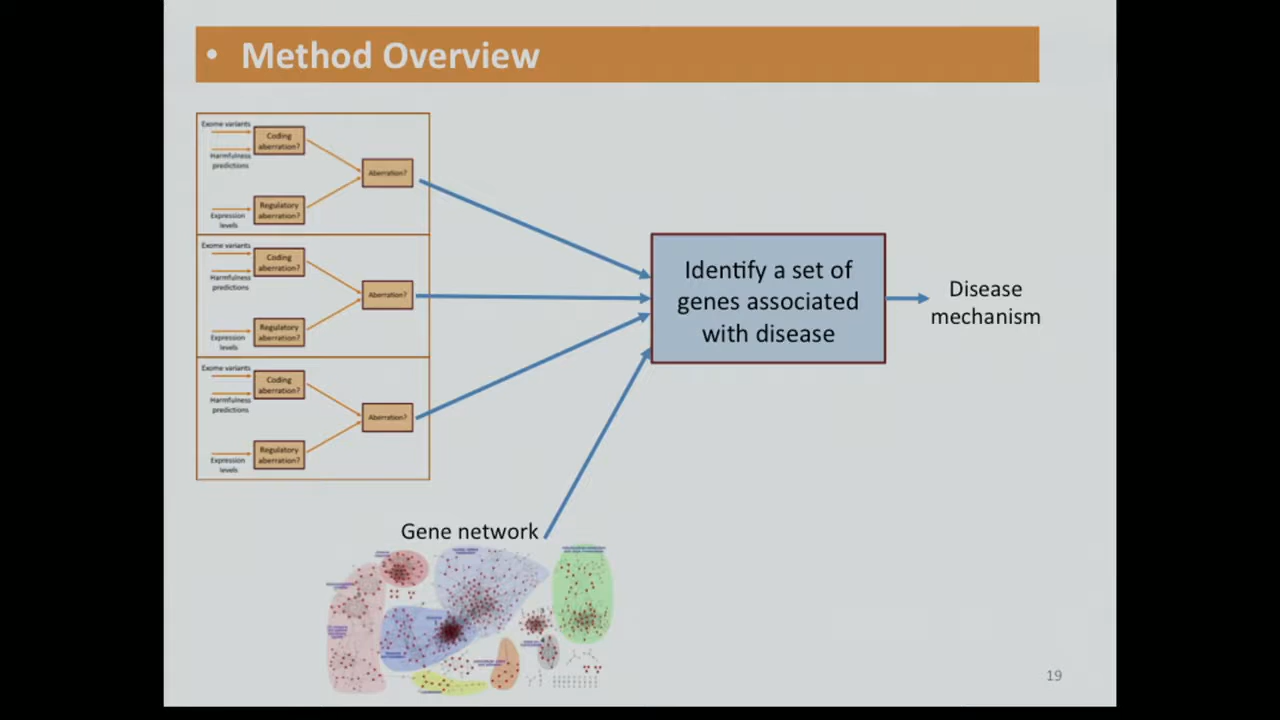 • Method Overview
Exome variants
Coding
aberration?
Harmfulness
predictions
Aberration?
Regulatory
aberration?
Expression
levels
Exome variants
Coding
aberration?
Harmfulness
predictions
Aberration?
Regulatory
aberration?
Expression
levels
Exome variants
Coding
aberration?
Harmfulness
predictions
Aberration?
Regulatory
aberration?
Expression
levels
Identify a set of
genes associated
with disease
Disease
mechanism
Gene network
19